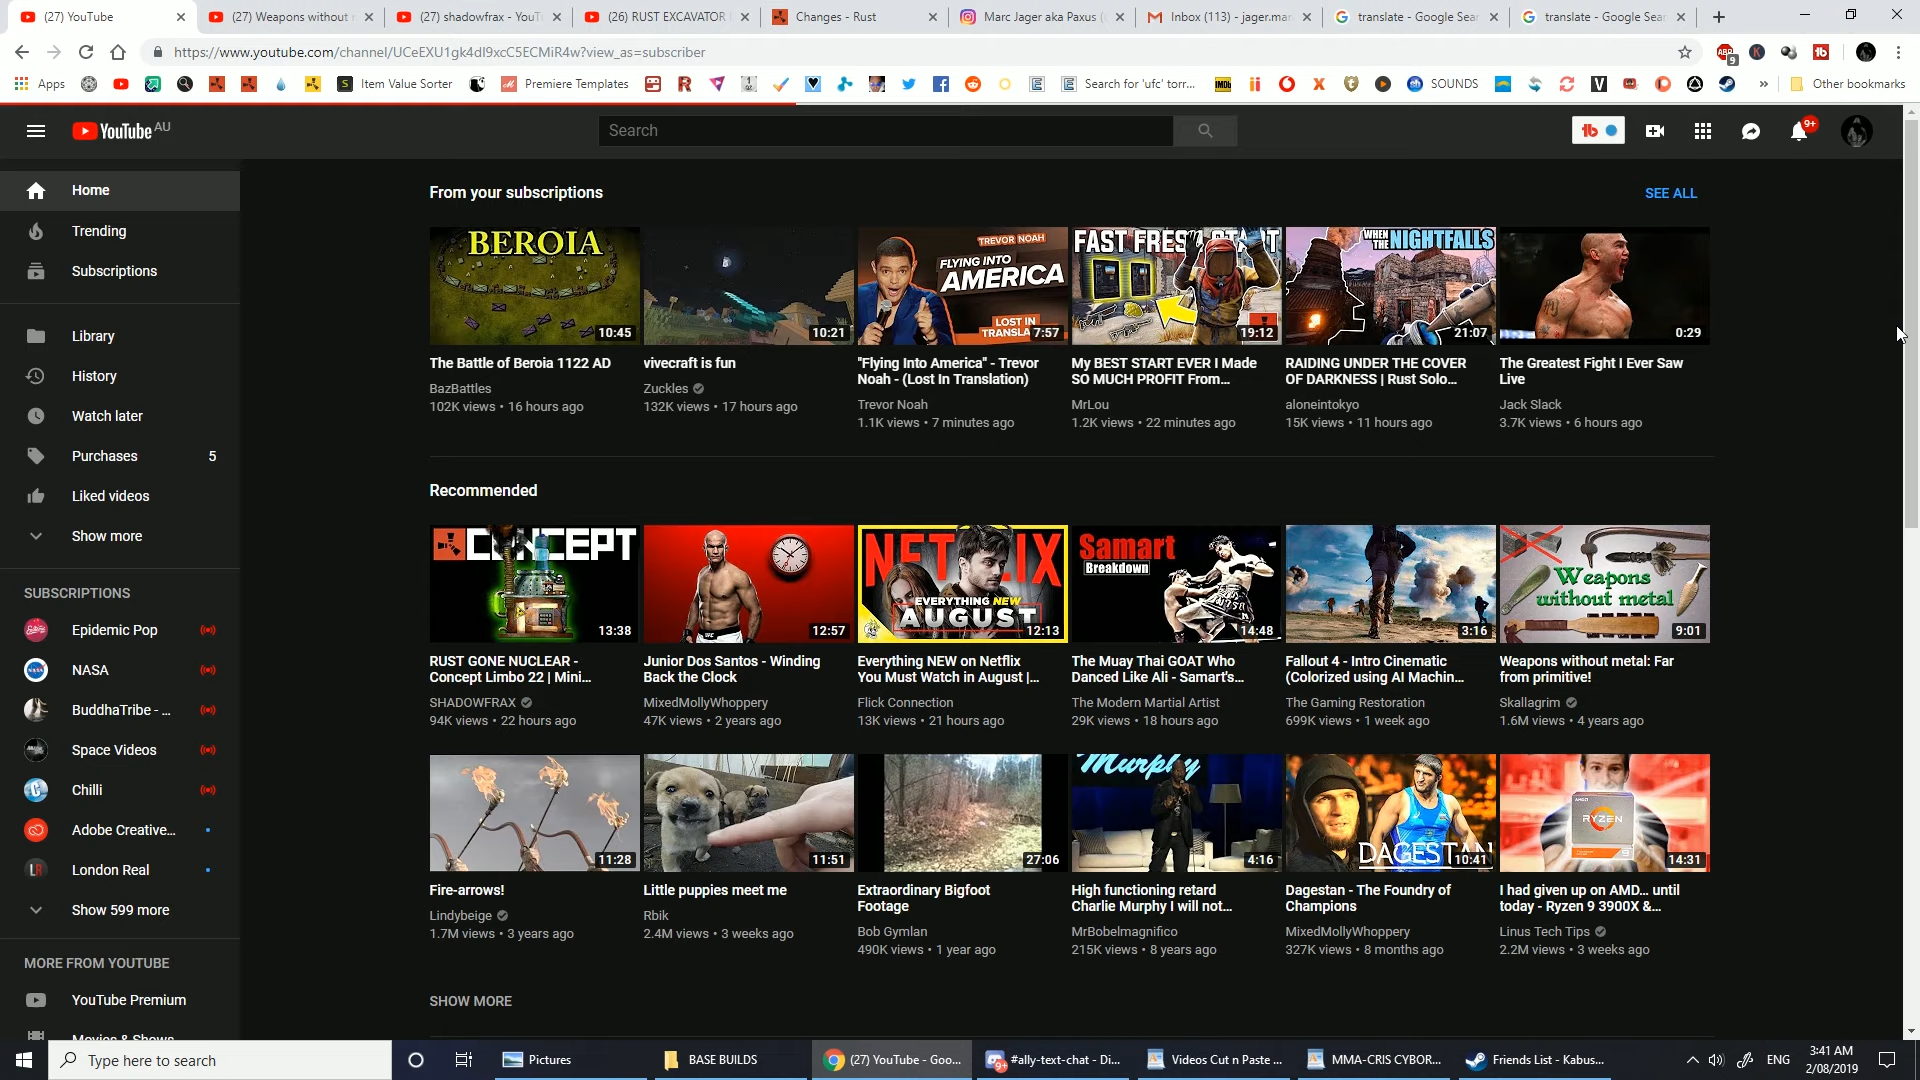 (27) YouTube
(27) Weapons without
(27) shadowfrax - YouT
(26) RUST EXCAVATOR
Changes - Rust
Marc Jager aka Paxus (
Inbox (113) - jager.mar
translate - Google Sear
translate - Google Sear
https://www.youtube.com/channel/UCeEXU1gk4dI9xcC5ECMiR4w?view_as=subscriber
Apps
Item Value Sorter
Premiere Templates
Search for 'ufc' torr...
SOUNDS
Other bookmarks
YouTube AU
Search
9+
Home
Trending
Subscriptions
Library
History
Watch later
Purchases 5
Liked videos
Show more
SUBSCRIPTIONS
Epidemic Pop
NASA
BuddhaTribe - ...
Space Videos
Chilli
Adobe Creative...
London Real
Show 599 more
MORE FROM YOUTUBE
YouTube Premium
Movies & Shows
From your subscriptions
SEE ALL
BEROIA
10:45
The Battle of Beroia 1122 AD
BazBattles
102K views • 16 hours ago
10:21
vivecraft is fun
Zuckles
132K views • 17 hours ago
TREVOR NOAH
FLYING INTO
AMERICA
LOST IN
7:57
"Flying Into America" - Trevor
Noah - (Lost In Translation)
Trevor Noah
1.1K views • 7 minutes ago
19:12
My BEST START EVER I Made
SO MUCH PROFIT From...
MrLou
1.2K views • 22 minutes ago
WHEN
THE NIGHTFALLS
21:07
RAIDING UNDER THE COVER
OF DARKNESS | Rust Solo...
aloneintokyo
15K views • 11 hours ago
0:29
The Greatest Fight I Ever Saw
Live
Jack Slack
3.7K views • 6 hours ago
Recommended
13:38
RUST GONE NUCLEAR -
Concept Limbo 22 | Mini...
SHADOWFRAX
94K views • 22 hours ago
12:57
Junior Dos Santos - Winding
Back the Clock
MixedMollyWhoppery
47K views • 2 years ago
EVERYTHING NEW
AUGUST
12:13
Everything NEW on Netflix
You Must Watch in August |...
Flick Connection
13K views • 21 hours ago
Samart
Breakdown
14:48
The Muay Thai GOAT Who
Danced Like Ali - Samart's...
The Modern Martial Artist
29K views • 18 hours ago
3:16
Fallout 4 - Intro Cinematic
(Colorized using AI Machin...
The Gaming Restoration
699K views • 1 week ago
Weapons
without metal
9:01
Weapons without metal: Far
from primitive!
Skallagrim
1.6M views • 4 years ago
11:28
Fire-arrows!
Lindybeige
1.7M views • 3 years ago
11:51
Little puppies meet me
Rbik
2.4M views • 3 weeks ago
27:06
Extraordinary Bigfoot
Footage
Bob Gymlan
490K views • 1 year ago
Murphy
4:16
High functioning retard
Charlie Murphy I will not...
MrBobelmagnifico
215K views • 8 years ago
DAGESTAN
10:41
Dagestan - The Foundry of
Champions
MixedMollyWhoppery
327K views • 8 months ago
RYZEN
14:31
I had given up on AMD... until
today - Ryzen 9 3900X &...
Linus Tech Tips
2.2M views • 3 weeks ago
SHOW MORE
Type here to search
Pictures
BASE BUILDS
(27) YouTube - Goo...
#ally-text-chat - Di...
Videos Cut n Paste ...
MMA-CRIS CYBOR...
Friends List - Kabus...
ENG
3:41 AM
2/08/2019